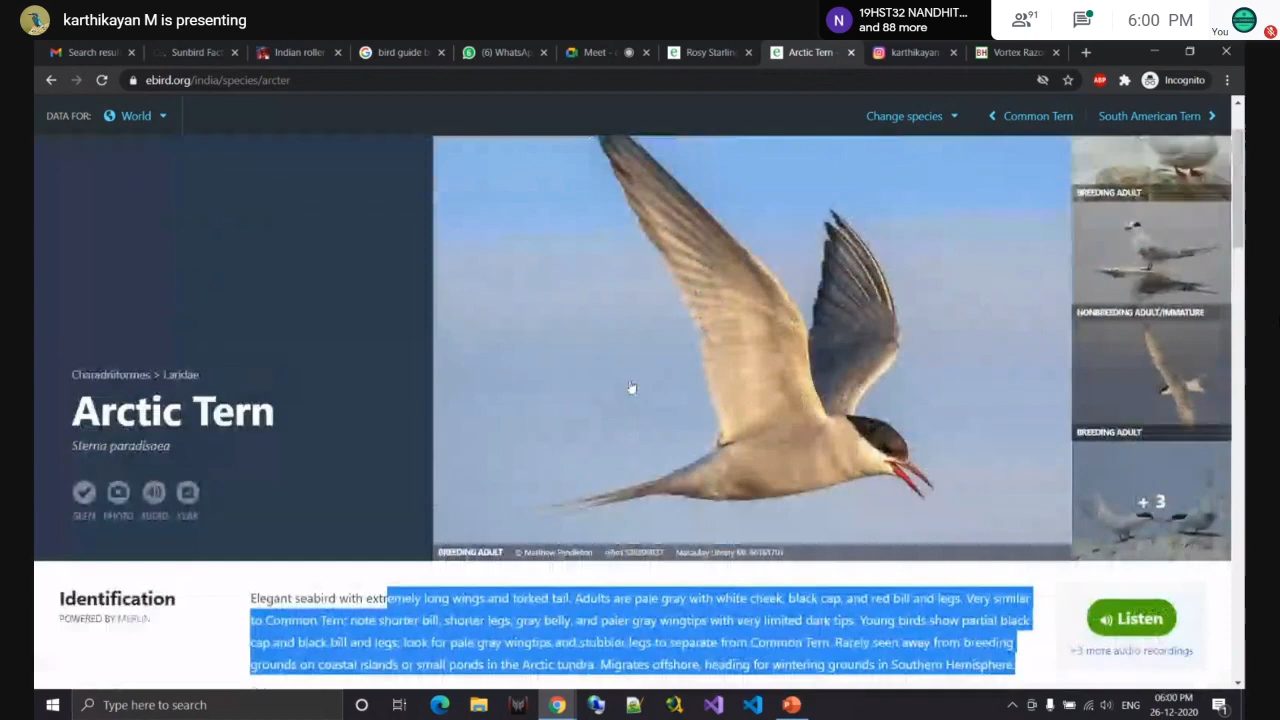 karthikayan M is presenting
19HST32 NANDHIT...
and 88 more
N
91
6:00 PM
You
Search resul
Sunbird Fac
Indian roller
bird guide b
(6) WhatsAp
Meet -
Rosy Starlin
Arctic Tern -
karthikayan
Vortex Razo
ebird.org/india/species/arcter
ABP
Incognito
DATA FOR: World
Change species
Common Tern
South American Tern
BREEDING ADULT
NONBREEDING ADULT/IMMATURE
BREEDING ADULT
+ 3
Charadriiformes > Laridae
Arctic Tern
Sterna paradisaea
PHOTO AUDIO
BREEDING ADULT © Matthew Pendleton
Macaulay Library ML
Identification
POWERED BY MERLIN
Elegant seabird with extremely long wings and forked tail. Adults are pale gray with white cheek, black cap, and red bill and legs. Very similar
to Common Tern; note shorter bill, shorter legs, gray belly, and paler gray wingtips with very limited dark tips. Young birds show partial black
cap and black bill and legs; look for pale gray wingtips and stubbier legs to separate from Common Tern. Rarely seen away from breeding
grounds on coastal islands or small ponds in the Arctic tundra. Migrates offshore, heading for wintering grounds in Southern Hemisphere.
Listen
+3 more audio recordings
Type here to search
ENG
06:00 PM
26-12-2020